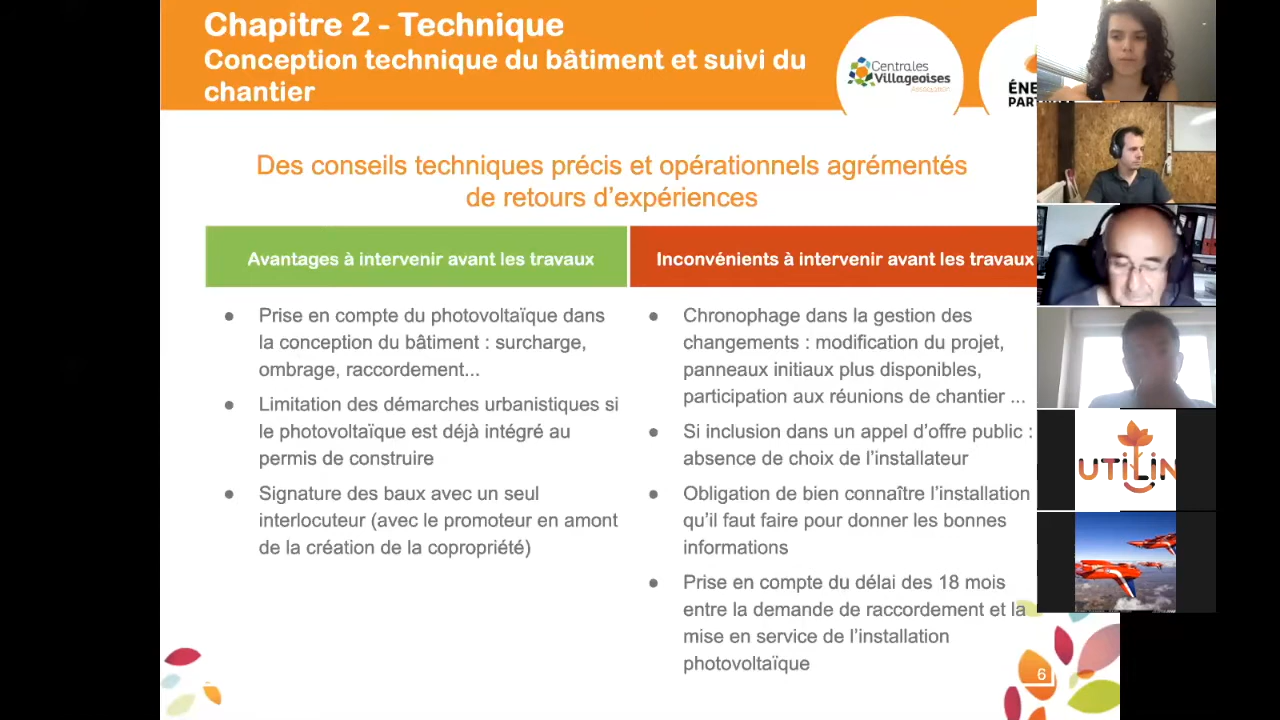 Chapitre 2 - Technique
Conception technique du bâtiment et suivi du
chantier
Centrales
Villageoises
Association
ÉNE
PART
Des conseils techniques précis et opérationnels agrémentés
de retours d'expériences
Avantages à intervenir avant les travaux
Inconvénients à intervenir avant les travaux
● Prise en compte du photovoltaïque dans
la conception du bâtiment : surcharge,
ombrage, raccordement...
● Limitation des démarches urbanistiques si
le photovoltaïque est déjà intégré au
permis de construire
● Signature des baux avec un seul
interlocuteur (avec le promoteur en amont
de la création de la copropriété)
● Chronophage dans la gestion des
changements : modification du projet,
panneaux initiaux plus disponibles,
participation aux réunions de chantier ...
● Si inclusion dans un appel d'offre public :
absence de choix de l'installateur
● Obligation de bien connaître l'installation
qu'il faut faire pour donner les bonnes
informations
● Prise en compte du délai des 18 mois
entre la demande de raccordement et la
mise en service de l'installation
photovoltaïque
UTILIN
6